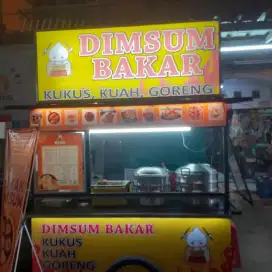 DIMSUM
BAKAR
KUKUS, KUAH, GORENG
DIMSUM BAKAR
KUKUS
KUAH
GORENG